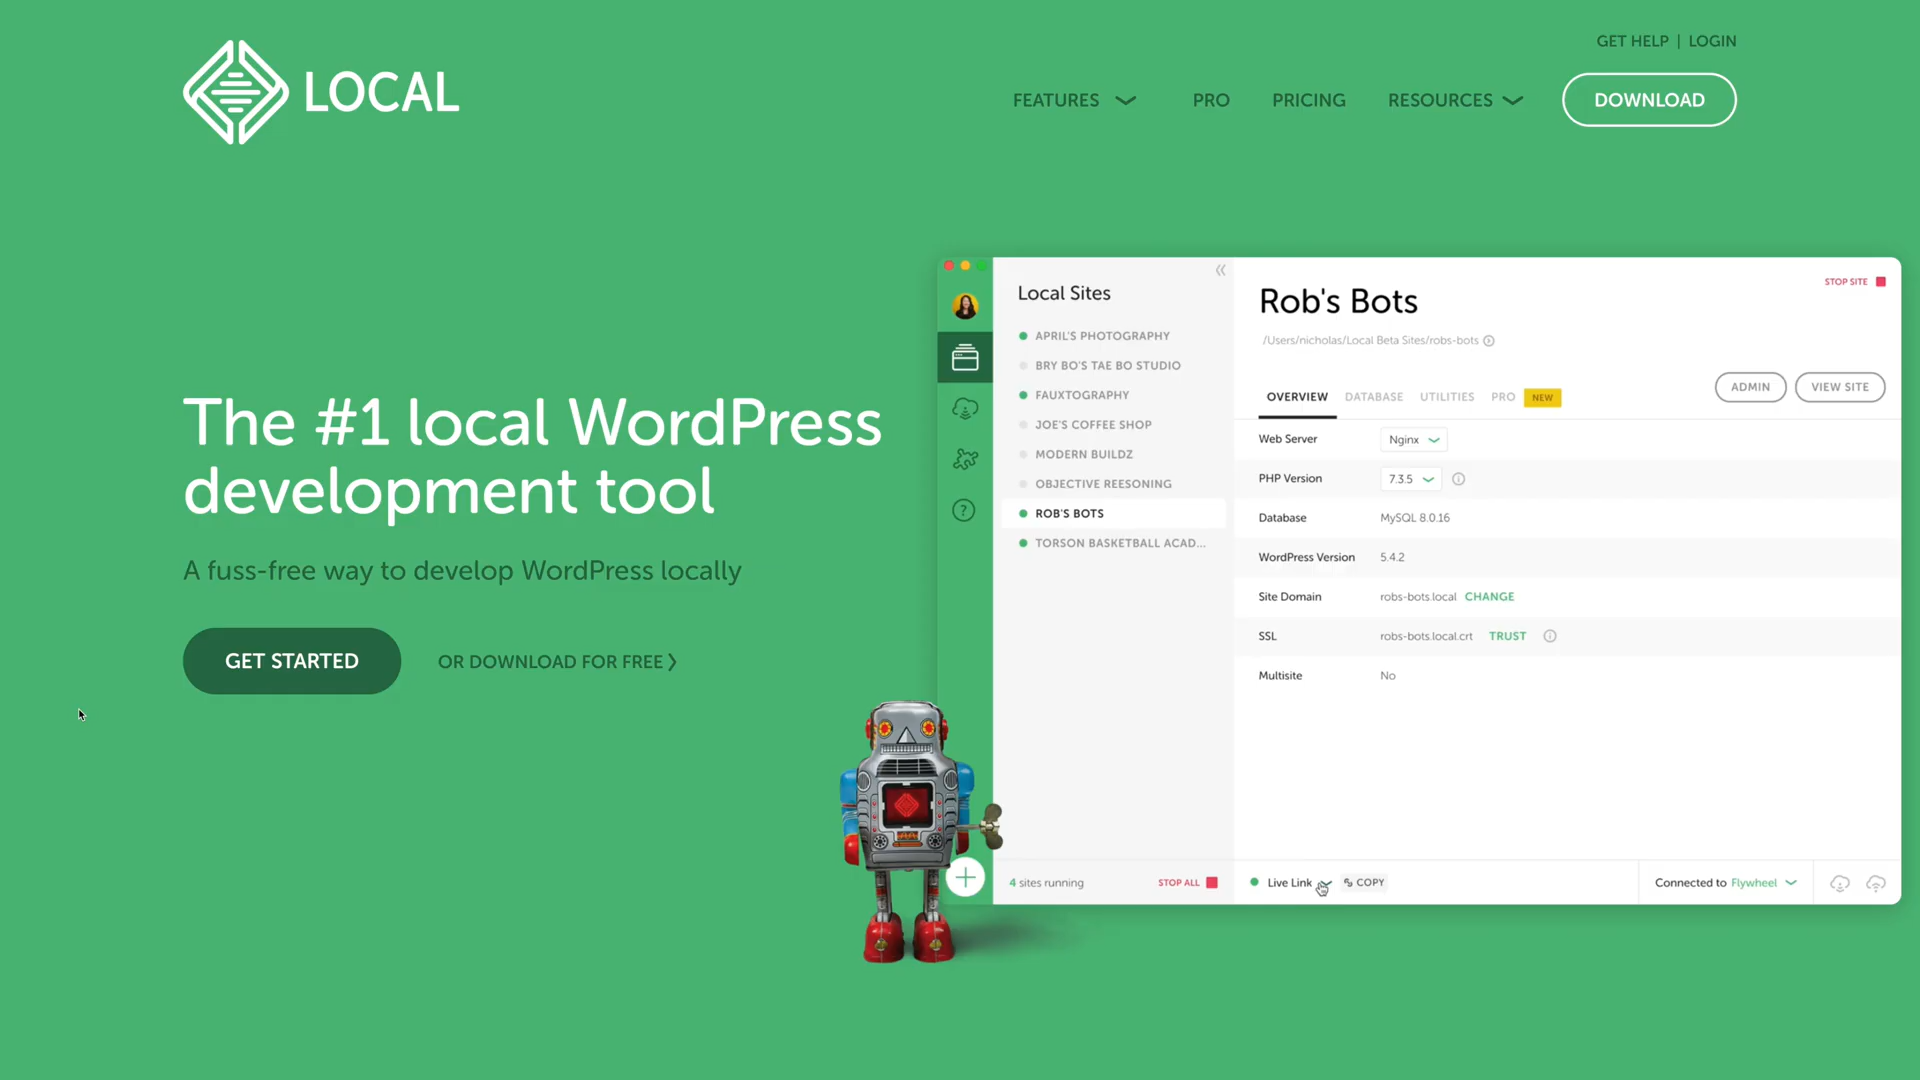 GET HELP | LOGIN
LOCAL
FEATURES
PRO
PRICING
RESOURCES
DOWNLOAD
The #1 local WordPress
development tool
A fuss-free way to develop WordPress locally
GET STARTED
OR DOWNLOAD FOR FREE
Local Sites
APRIL'S PHOTOGRAPHY
BRY BO'S TAE BO STUDIO
FAUXTOGRAPHY
JOE'S COFFEE SHOP
MODERN BUILDZ
OBJECTIVE REESONING
ROB'S BOTS
TORSON BASKETBALL ACAD...
4 sites running
STOP ALL
Rob's Bots
STOP SITE
/Users/nicholas/Local Beta Sites/robs-bots
OVERVIEW DATABASE UTILITIES PRO NEW
ADMIN VIEW SITE
Web Server Nginx
PHP Version 7.3.5
Database MySQL 8.0.16
WordPress Version 5.4.2
Site Domain robs-bots.local CHANGE
SSL robs-bots.local.crt TRUST
Multisite No
Live Link COPY
Connected to Flywheel